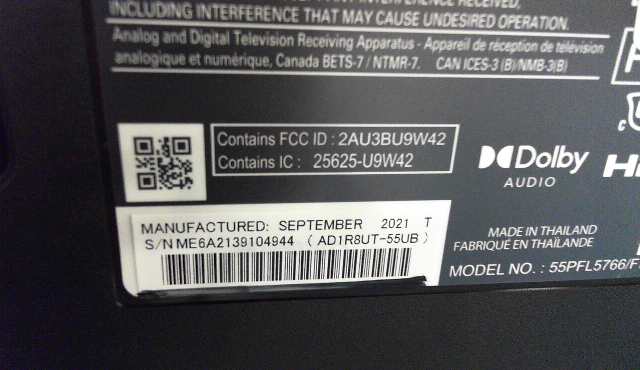 INCLUDING INTERFERENCE THAT MAY CAUSE UNDESIRED OPERATION.
Analog and Digital Television Receiving Apparatus - Appareil de réception de télévision
analogique et numérique, Canada BETS-7 / NTMR-7. CAN ICES-3 (B)/NMB-3(B)
Contains FCC ID : 2AU3BU9W42
Contains IC : 25625-U9W42
Dolby
AUDIO
MANUFACTURED: SEPTEMBER 2021 T
S/N ME6A2139104944 ( AD1R8UT-55UB )
MADE IN THAILAND
FABRIQUÉ EN THAÏLANDE
MODEL NO. : 55PFL5766/F